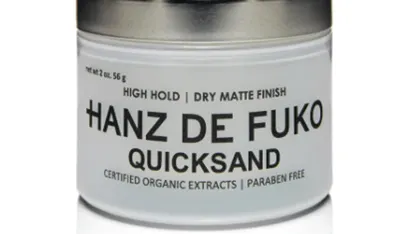 net wt 2 oz. 56 g
HIGH HOLD | DRY MATTE FINISH
HANZ DE FUKO
QUICKSAND
CERTIFIED ORGANIC EXTRACTS | PARABEN FREE